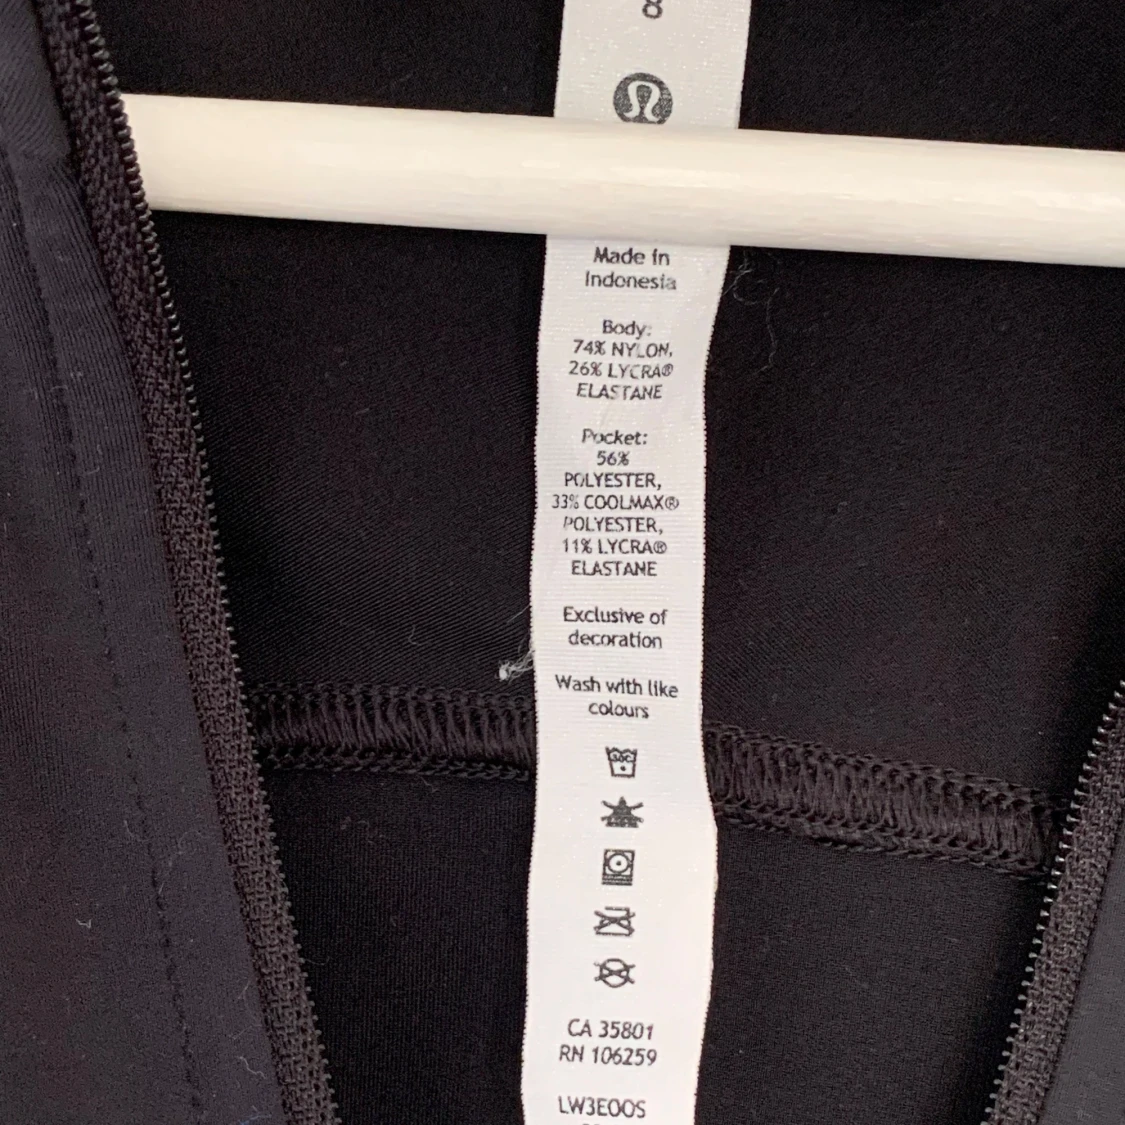 8
Made in
Indonesia
Body:
74% NYLON,
26% LYCRA®
ELASTANE
Pocket:
56%
POLYESTER,
33% COOLMAX®
POLYESTER,
11% LYCRA®
ELASTANE
Exclusive of
decoration
Wash with like
colours
30C
CA 35801
RN 106259
LW3E00S